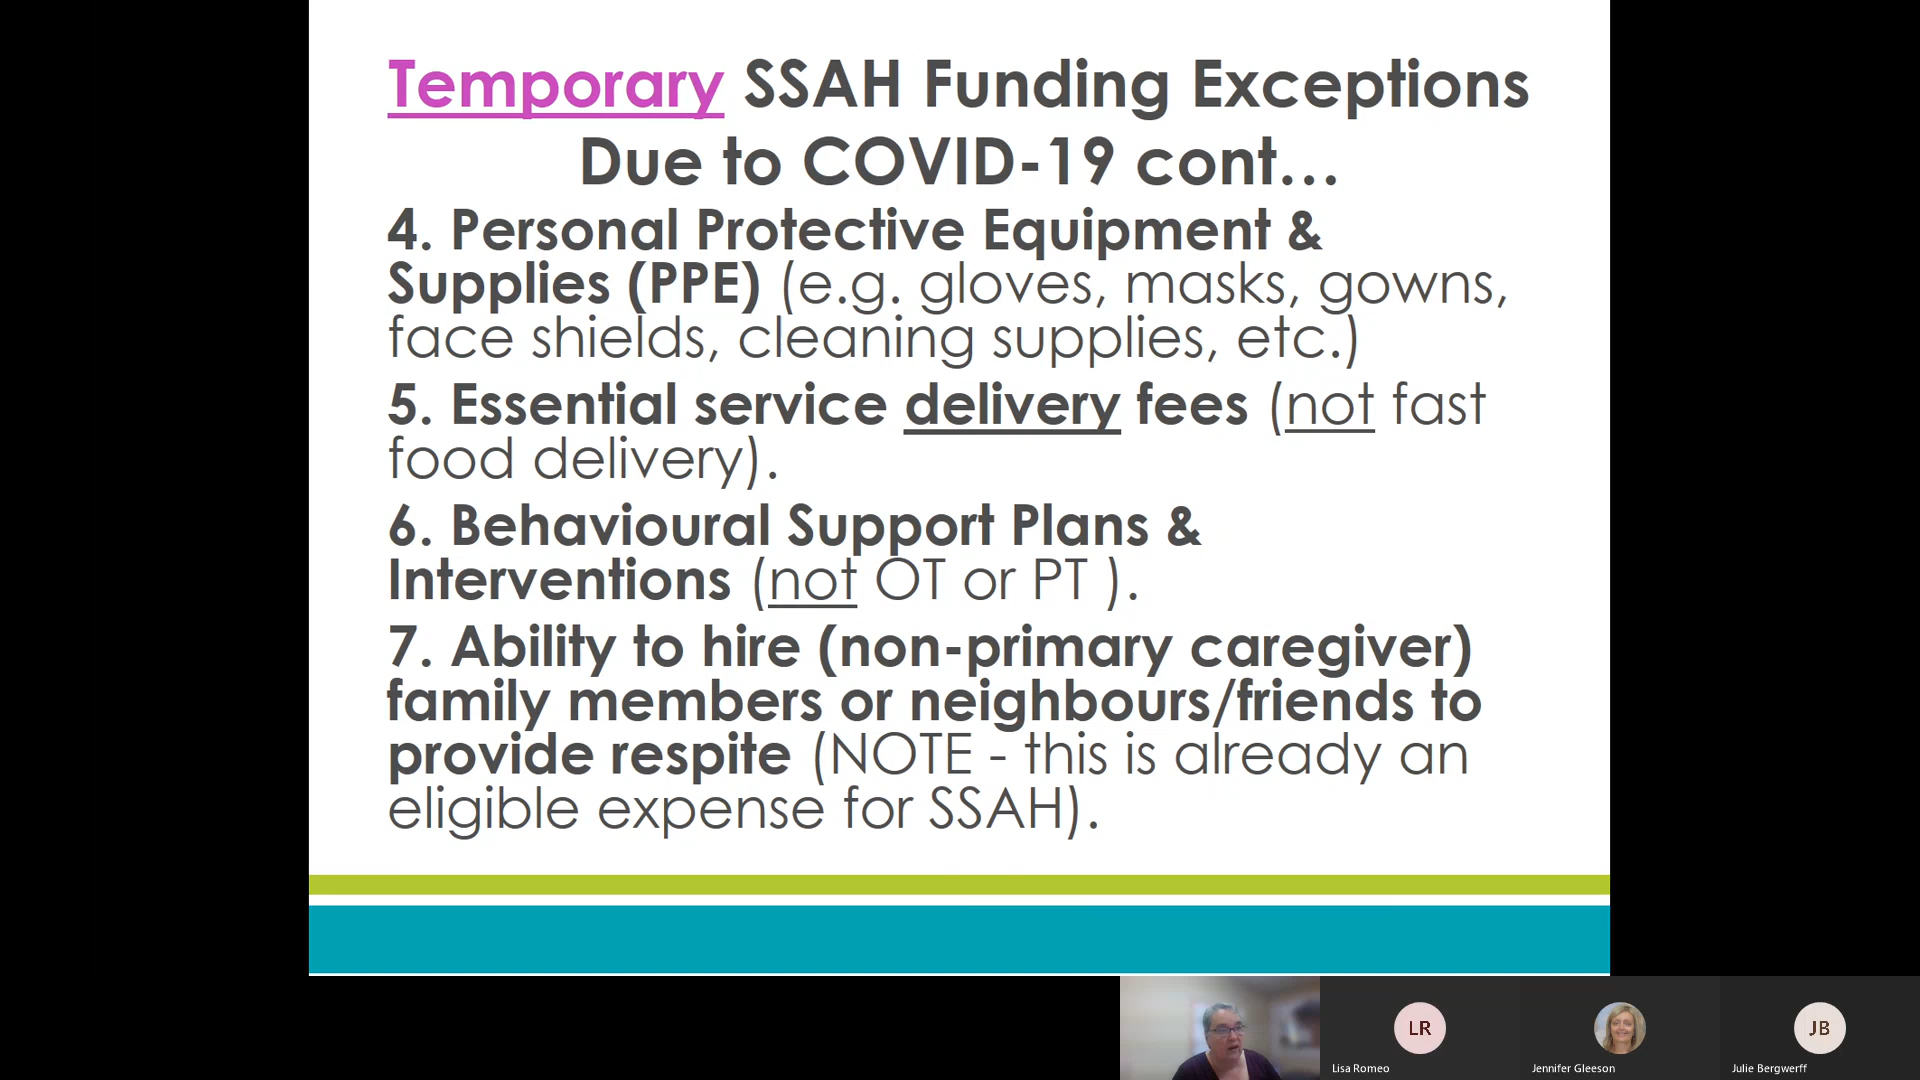 Temporary SSAH Funding Exceptions
Due to COVID-19 cont...
4. Personal Protective Equipment &
Supplies (PPE) (e.g. gloves, masks, gowns,
face shields, cleaning supplies, etc.)
5. Essential service delivery fees (not fast
food delivery).
6. Behavioural Support Plans &
Interventions (not OT or PT ).
7. Ability to hire (non-primary caregiver)
family members or neighbours/friends to
provide respite (NOTE - this is already an
eligible expense for SSAH).
LR
JB
Lisa Romeo
Jennifer Gleeson
Julie Bergwerff